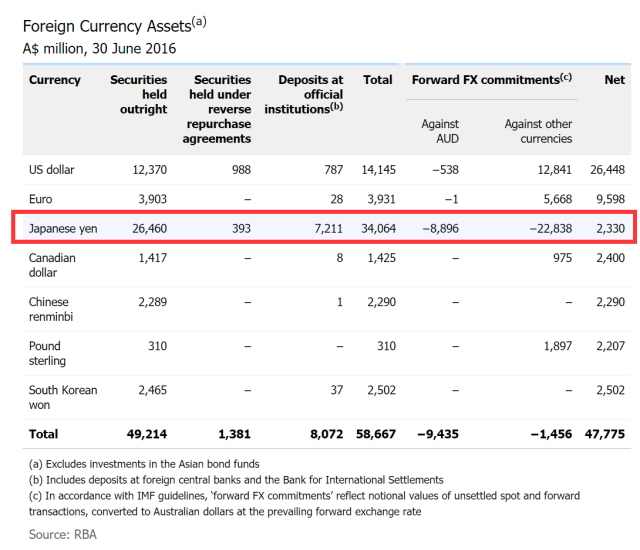 Foreign Currency Assets(a)
A$ million, 30 June 2016
Currency Securities held outright Securities held under reverse repurchase agreements Deposits at official institutions(b) Total Forward FX commitments(c) Net
Against AUD Against other currencies
US dollar 12,370 988 787 14,145 −538 12,841 26,448
Euro 3,903 – 28 3,931 −1 5,668 9,598
Japanese yen 26,460 393 7,211 34,064 −8,896 −22,838 2,330
Canadian dollar 1,417 – 8 1,425 – 975 2,400
Chinese renminbi 2,289 – 1 2,290 – – 2,290
Pound sterling 310 – – 310 – 1,897 2,207
South Korean won 2,465 – 37 2,502 – – 2,502
Total 49,214 1,381 8,072 58,667 −9,435 −1,456 47,775
(a) Excludes investments in the Asian bond funds
(b) Includes deposits at foreign central banks and the Bank for International Settlements
(c) In accordance with IMF guidelines, ‘forward FX commitments’ reflect notional values of unsettled spot and forward
transactions, converted to Australian dollars at the prevailing forward exchange rate
Source: RBA